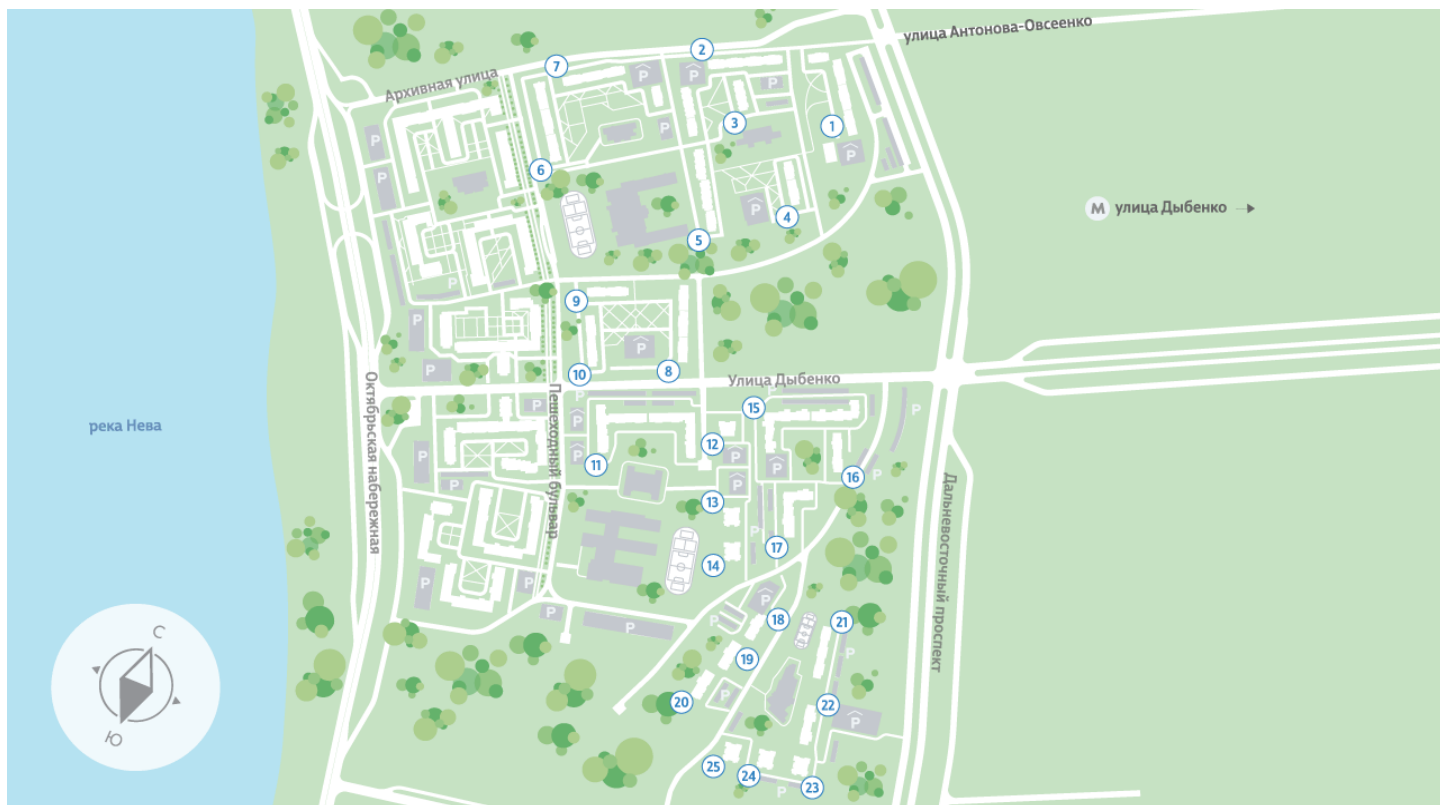 улица Антонова-Овсеенко
2
7
P
P
Архивная улица
P
3
1
P
P
P
6
P
P
4
M улица Дыбенко
5
P
9
P
P
P
8
10
Улица Дыбенко
Октябрьская набережная
Пешеходный бульвар
река Нева
P
P
P
15
P
P
12
P
P
11
P
P
P
16
P
P
13
P
Дальневосточный проспект
17
14
P
P
P
P
P
P
18
21
С
19
20
P
22
P
Ю
25
24
23
P